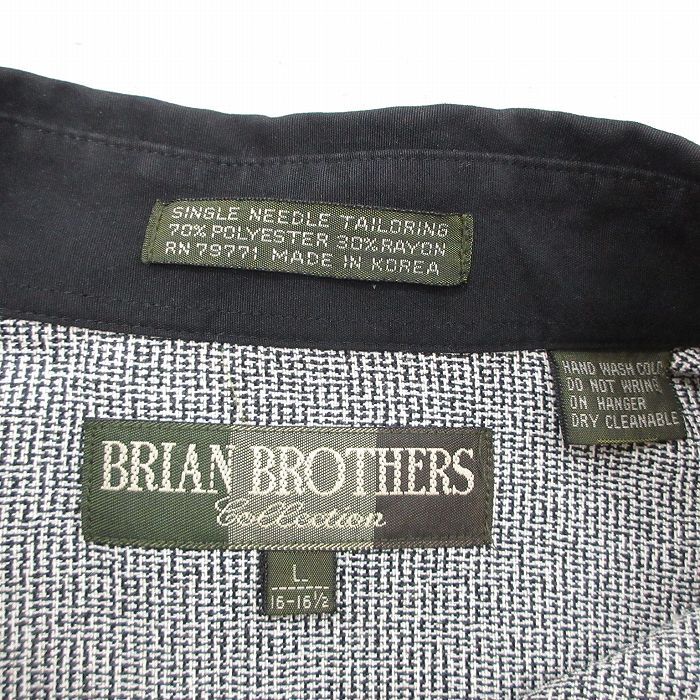 SINGLE NEEDLE TAILORING
70% POLYESTER 30% RAYON
RN 79771 MADE IN KOREA
HAND WASH COLD
DO NOT WRING
ON HANGER
DRY CLEANABLE
BRIAN BROTHERS
Collection
L
16-16½